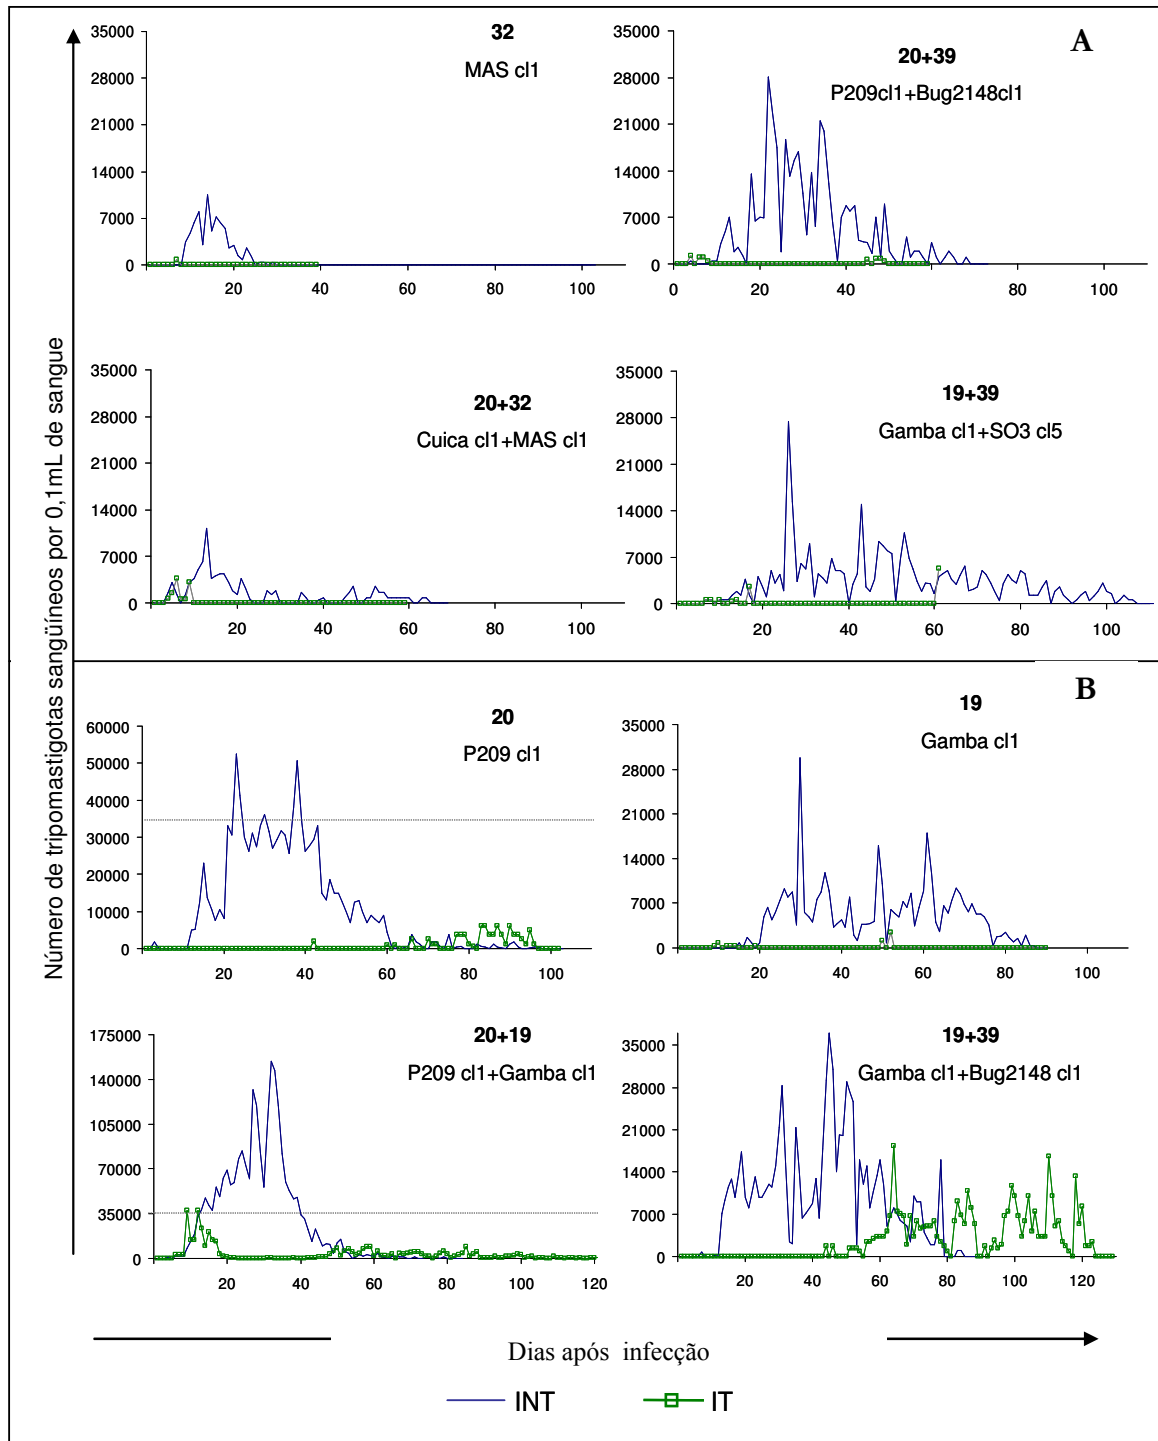 Número de tripomastigotas sangüíneos por 0,1mL de sangue
A
32
MAS cl1
35000
28000
21000
14000
7000
0
20 40 60 80 100
20+39
P209cl1+Bug2148cl1
35000
28000
21000
14000
7000
0
0 20 40 60 80 100
20+32
Cuica cl1+MAS cl1
35000
28000
21000
14000
7000
0
20 40 60 80 100
19+39
Gamba cl1+SO3 cl5
35000
28000
21000
14000
7000
0
20 40 60 80 100
B
20
P209 cl1
60000
50000
40000
30000
20000
10000
0
20 40 60 80 100
19
Gamba cl1
35000
28000
21000
14000
7000
0
20 40 60 80 100
20+19
P209 cl1+Gamba cl1
175000
140000
105000
70000
35000
0
20 40 60 80 100 120
19+39
Gamba cl1+Bug2148 cl1
35000
28000
21000
14000
7000
0
20 40 60 80 100 120
Dias após infecção
INT IT